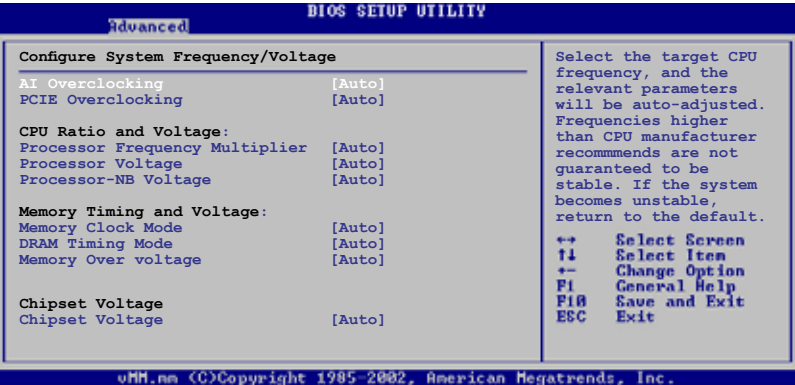 BIOS SETUP UTILITY
Advanced
Configure System Frequency/Voltage
AI Overclocking [Auto]
PCIE Overclocking [Auto]
CPU Ratio and Voltage:
Processor Frequency Multiplier [Auto]
Processor Voltage [Auto]
Processor-NB Voltage [Auto]
Memory Timing and Voltage:
Memory Clock Mode [Auto]
DRAM Timing Mode [Auto]
Memory Over voltage [Auto]
Chipset Voltage
Chipset Voltage [Auto]
Select the target CPU
frequency, and the
relevant parameters
will be auto-adjusted.
Frequencies higher
than CPU manufacturer
recommmends are not
guaranteed to be
stable. If the system
becomes unstable,
return to the default.
←→ Select Screen
↑↓ Select Item
+- Change Option
F1 General Help
F10 Save and Exit
ESC Exit
vMM.mm (C)Copyright 1985-2002, American Megatrends, Inc.